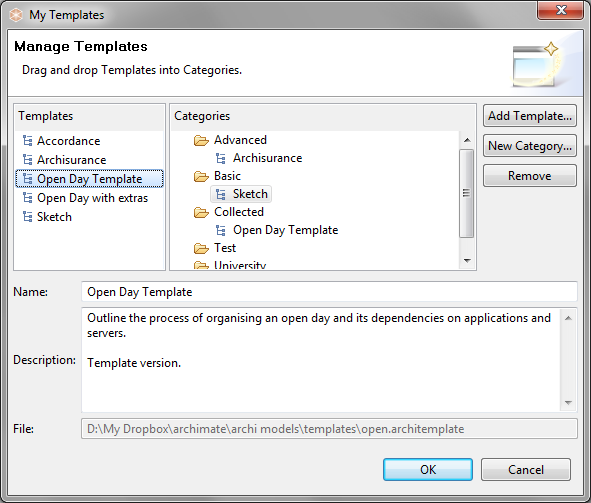 My Templates
Manage Templates
Drag and drop Templates into Categories.
Templates
Accordance
Archisurance
Open Day Template
Open Day with extras
Sketch
Categories
Advanced
Archisurance
Basic
Sketch
Collected
Open Day Template
Test
University
Add Template...
New Category...
Remove
Name:
Open Day Template
Description:
Outline the process of organising an open day and its dependencies on applications and
servers.
Template version.
File:
D:\My Dropbox\archimate\archi models\templates\open.architemplate
OK
Cancel